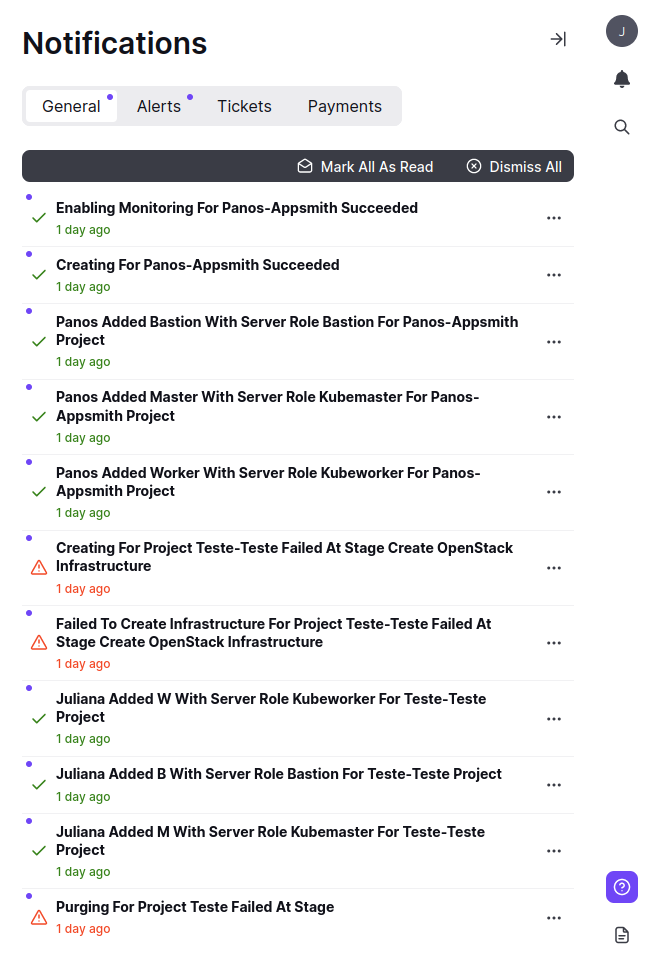 Notifications
J
General
Alerts
Tickets
Payments
Mark All As Read
Dismiss All
Enabling Monitoring For Panos-Appsmith Succeeded
1 day ago
Creating For Panos-Appsmith Succeeded
1 day ago
Panos Added Bastion With Server Role Bastion For Panos-Appsmith
Project
1 day ago
Panos Added Master With Server Role Kubemaster For Panos-
Appsmith Project
1 day ago
Panos Added Worker With Server Role Kubeworker For Panos-
Appsmith Project
1 day ago
Creating For Project Teste-Teste Failed At Stage Create OpenStack
Infrastructure
1 day ago
Failed To Create Infrastructure For Project Teste-Teste Failed At
Stage Create OpenStack Infrastructure
1 day ago
Juliana Added W With Server Role Kubeworker For Teste-Teste
Project
1 day ago
Juliana Added B With Server Role Bastion For Teste-Teste Project
1 day ago
Juliana Added M With Server Role Kubemaster For Teste-Teste
Project
1 day ago
Purging For Project Teste Failed At Stage
1 day ago